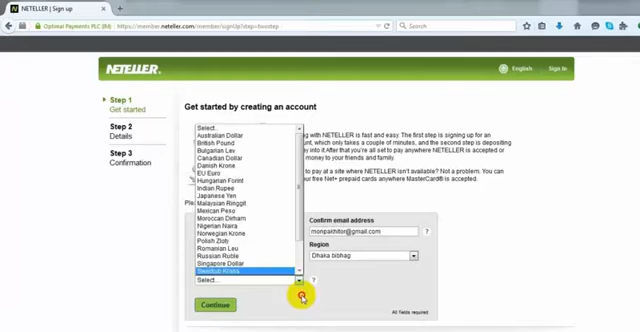 NETELLER | Sign up
Optimal Payments PLC (IM)
https://member.neteller.com/member/signUp?step=twostep
Search
NETELLER.
English
Sign In
Step 1
Get started
Step 2
Details
Step 3
Confirmation
Get started by creating an account
ng with NETELLER is fast and easy. The first step is signing up for an
unt, which only takes a couple of minutes, and the second step is depositing
ey into it. After that you're all set to pay anywhere NETELLER is accepted or
money to your friends and family.
to pay at a site where NETELLER isn't available? Not a problem. You can
our free Net+ prepaid cards anywhere MasterCard® is accepted.
Select...
Australian Dollar
British Pound
Bulgarian Lev
Canadian Dollar
Danish Krone
EU Euro
Hungarian Forint
Indian Rupee
Japanese Yen
Malaysian Ringgit
Mexican Peso
Moroccan Dirham
Nigerian Naira
Norwegian Krone
Polish Zloty
Romanian Leu
Russian Ruble
Singapore Dollar
Swedish Krona
Select...
Confirm email address
monpakhitor@gmail.com
?
Region
Dhaka bibhag
?
Continue
All fields required.